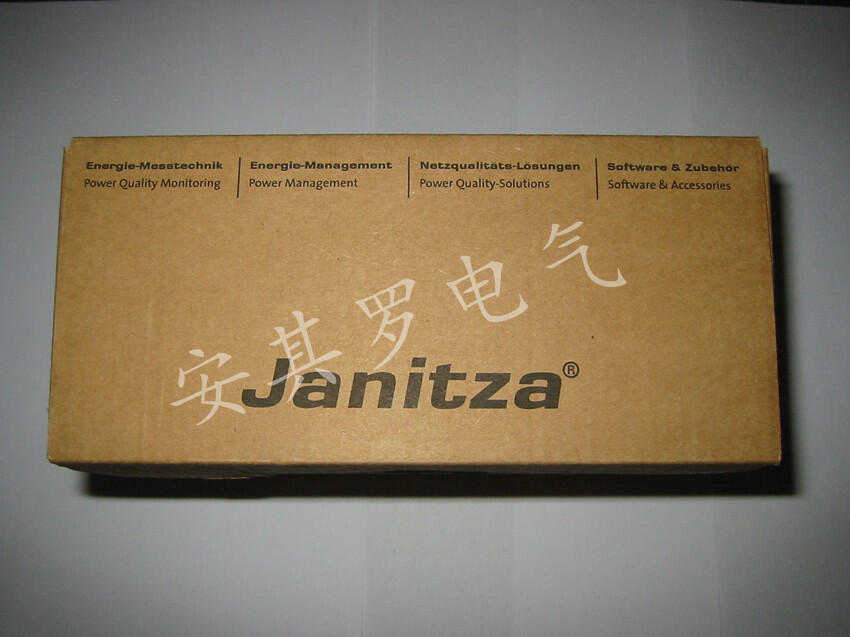 Energie-Messtechnik
Power Quality Monitoring
Energie-Management
Power Management
Netzqualitäts-Lösungen
Power Quality-Solutions
Software & Zubehör
Software & Accessories
安其罗电气
Janitza®